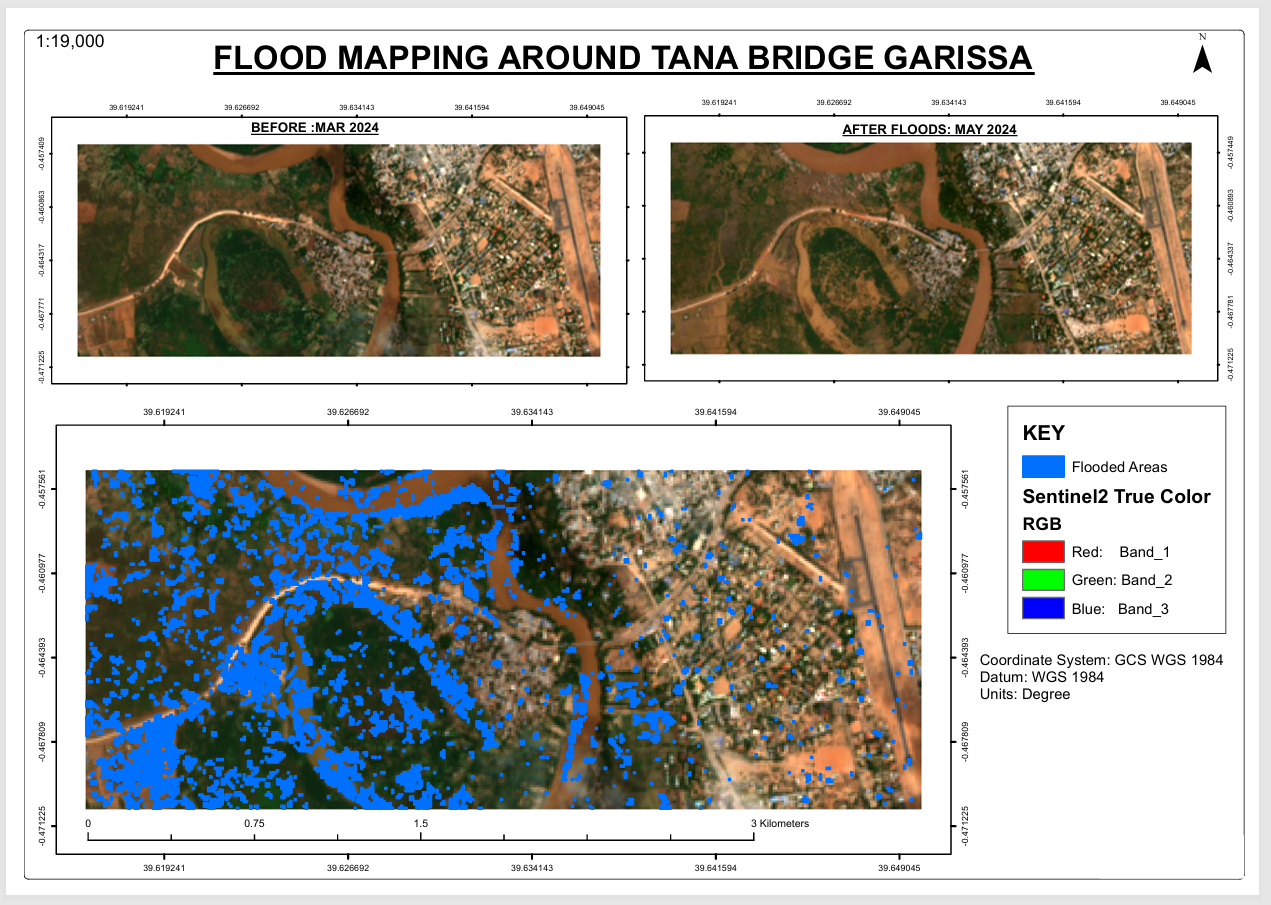 1:19,000
FLOOD MAPPING AROUND TANA BRIDGE GARISSA
N
39.619241 39.626692 39.634143 39.641594 39.649045
BEFORE :MAR 2024
-0.457409
-0.460863
-0.464317
-0.467771
-0.471225
39.619241 39.626692 39.634143 39.641594 39.649045
AFTER FLOODS: MAY 2024
-0.457449
-0.460893
-0.464337
-0.467781
-0.471225
39.619241 39.626692 39.634143 39.641594 39.649045
-0.457561
-0.460977
-0.464393
-0.467809
-0.471225
-0.457561
-0.460977
-0.464393
-0.467809
-0.471225
0 0.75 1.5 3 Kilometers
39.619241 39.626692 39.634143 39.641594 39.649045
KEY
Flooded Areas
Sentinel2 True Color
RGB
Red: Band_1
Green: Band_2
Blue: Band_3
Coordinate System: GCS WGS 1984
Datum: WGS 1984
Units: Degree